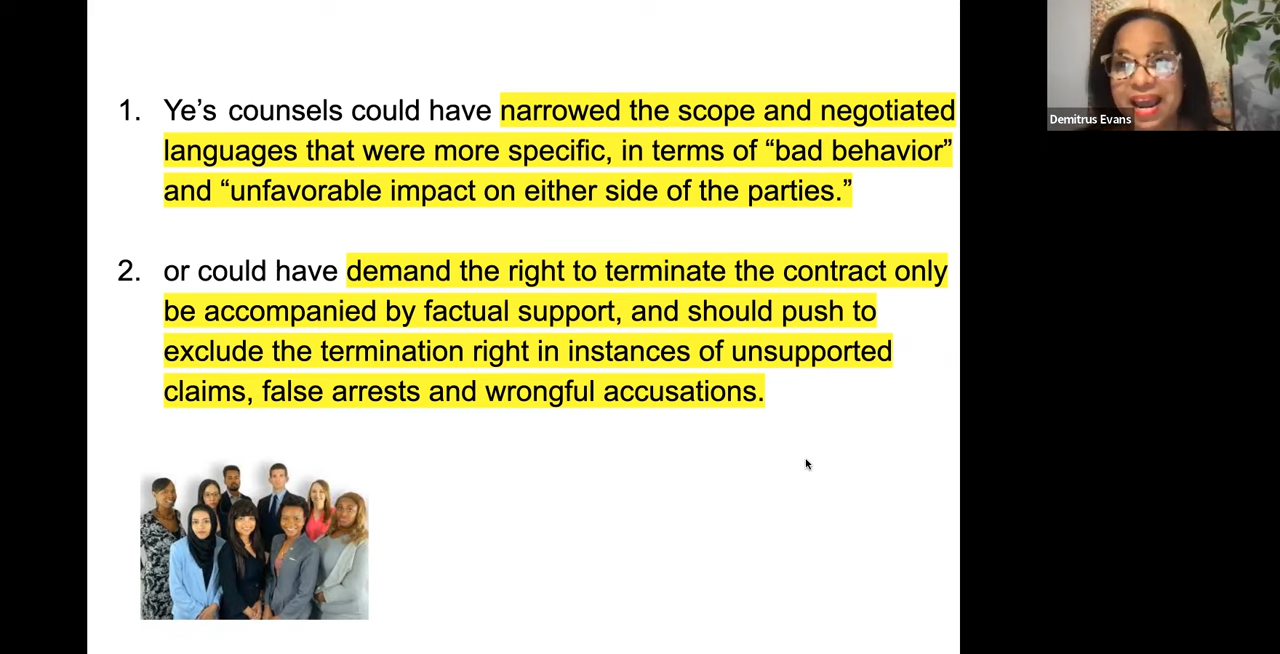 1. Ye’s counsels could have narrowed the scope and negotiated
languages that were more specific, in terms of “bad behavior”
and “unfavorable impact on either side of the parties.”
2. or could have demand the right to terminate the contract only
be accompanied by factual support, and should push to
exclude the termination right in instances of unsupported
claims, false arrests and wrongful accusations.
Demitrus Evans